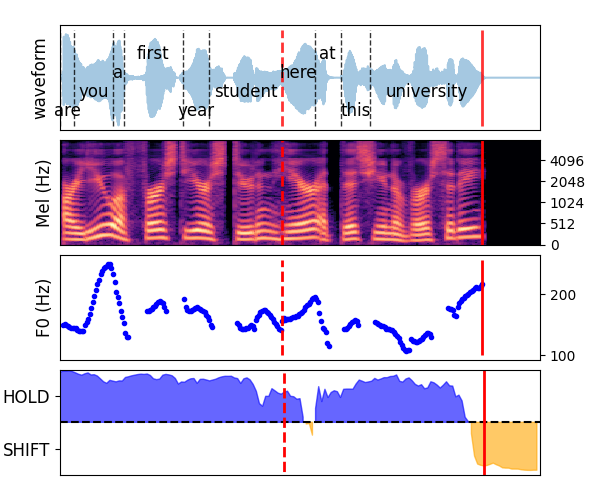 waveform
are you a first year student here at this university
Mel (Hz)
4096
2048
1024
512
0
F0 (Hz)
200
100
HOLD
SHIFT